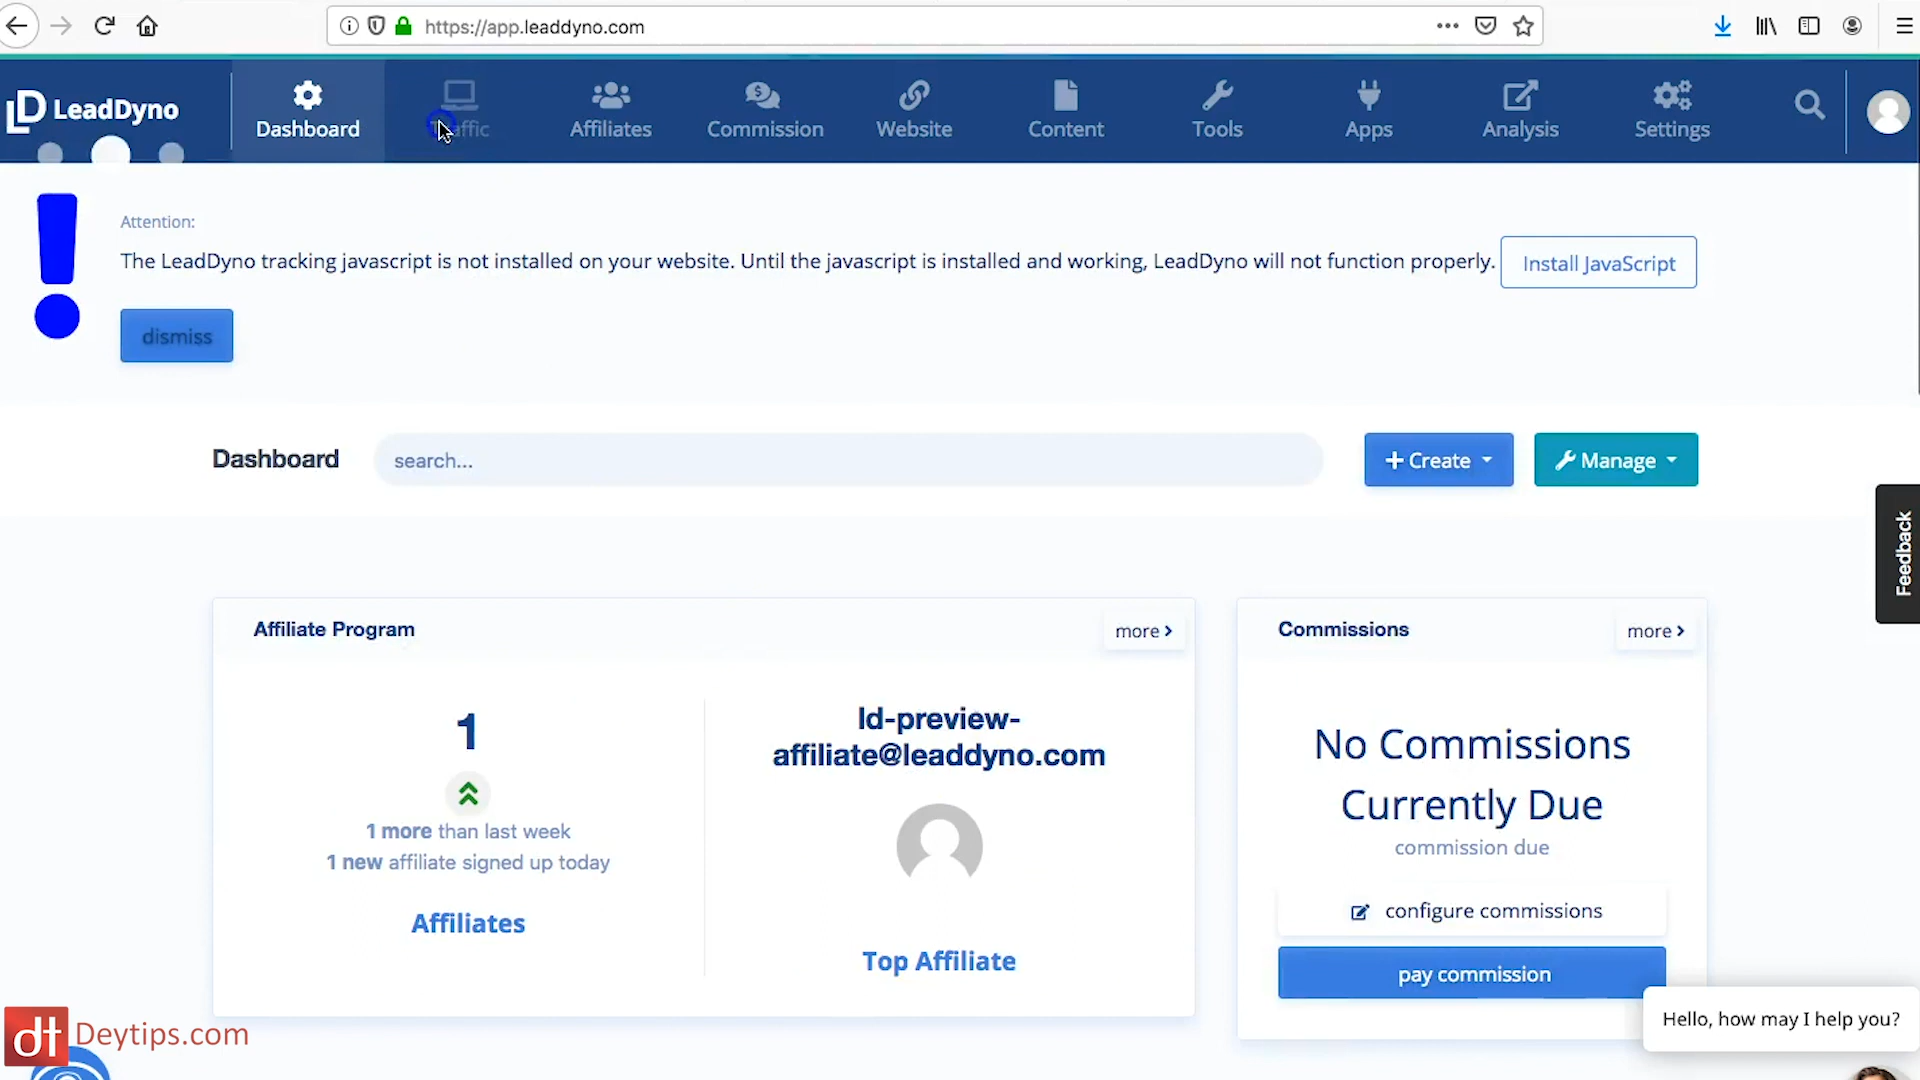 https://app.leaddyno.com
LD LeadDyno
Dashboard
Traffic
Affiliates
Commission
Website
Content
Tools
Apps
Analysis
Settings
Attention:
The LeadDyno tracking javascript is not installed on your website. Until the javascript is installed and working, LeadDyno will not function properly.
Install JavaScript
dismiss
Dashboard
search...
Create
Manage
Feedback
Affiliate Program
more
Commissions
more
1
1 more than last week
1 new affiliate signed up today
Affiliates
ld-preview-
affiliate@leaddyno.com
Top Affiliate
No Commissions
Currently Due
commission due
configure commissions
pay commission
Hello, how may I help you?
dt Deytips.com